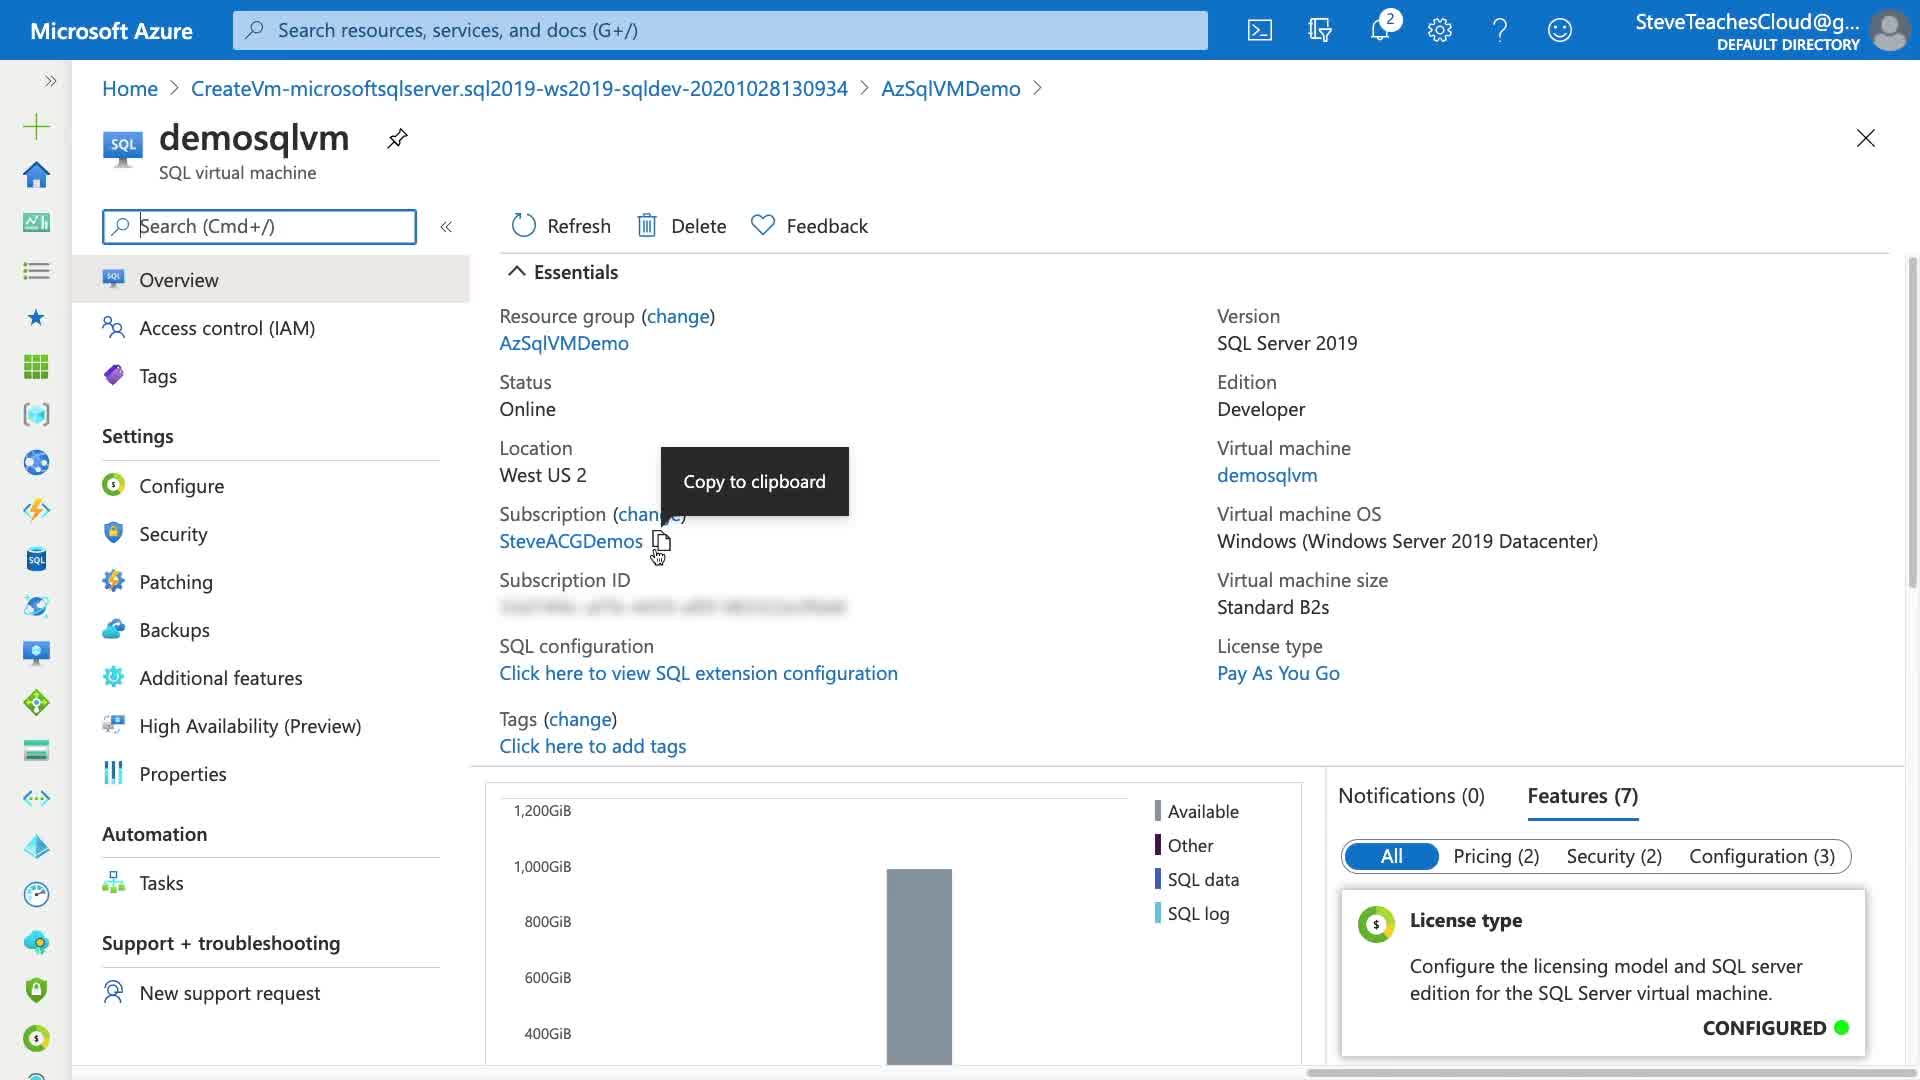 Microsoft Azure
Search resources, services, and docs (G+/)
2
SteveTeachesCloud@g...
DEFAULT DIRECTORY
Home > CreateVm-microsoftsqlserver.sql2019-ws2019-sqldev-20201028130934 > AzSqlVMDemo >
SQL
demosqlvm
SQL virtual machine
Search (Cmd+/)
Refresh
Delete
Feedback
Overview
Access control (IAM)
Tags
Settings
Configure
Security
Patching
Backups
Additional features
High Availability (Preview)
Properties
Automation
Tasks
Support + troubleshooting
New support request
Essentials
Resource group (change)
AzSqlVMDemo
Status
Online
Location
West US 2
Copy to clipboard
Subscription (change)
SteveACGDemos
Subscription ID
SQL configuration
Click here to view SQL extension configuration
Tags (change)
Click here to add tags
Version
SQL Server 2019
Edition
Developer
Virtual machine
demosqlvm
Virtual machine OS
Windows (Windows Server 2019 Datacenter)
Virtual machine size
Standard B2s
License type
Pay As You Go
1,200GiB
1,000GiB
800GiB
600GiB
400GiB
Available
Other
SQL data
SQL log
Notifications (0)
Features (7)
All
Pricing (2)
Security (2)
Configuration (3)
License type
Configure the licensing model and SQL server
edition for the SQL Server virtual machine.
CONFIGURED